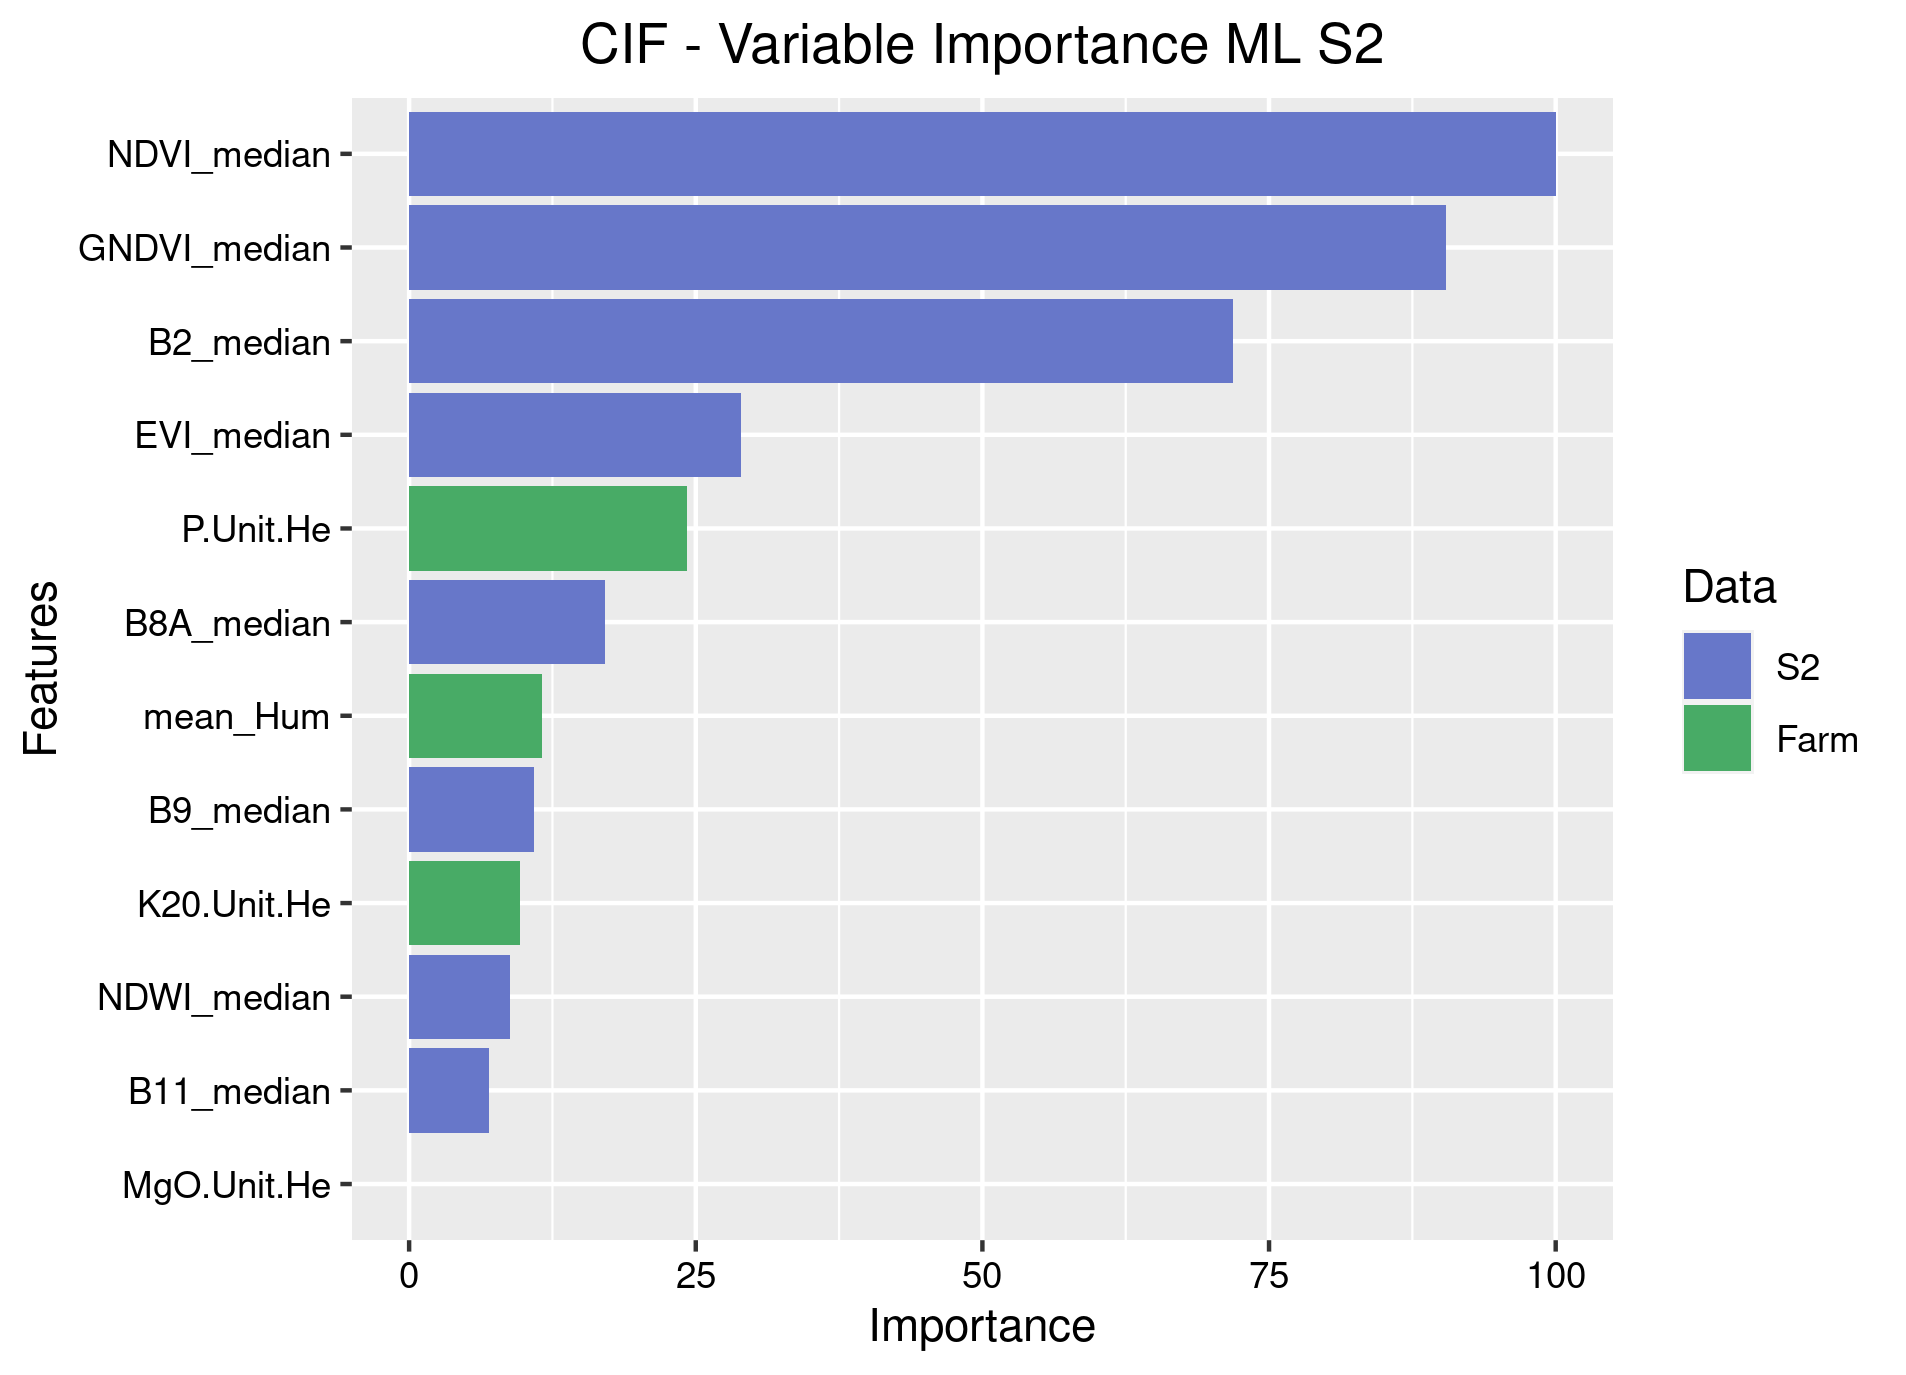 CIF - Variable Importance ML S2
NDVI_median
GNDVI_median
B2_median
EVI_median
P.Unit.He
B8A_median
mean_Hum
B9_median
K20.Unit.He
NDWI_median
B11_median
MgO.Unit.He
Features
0 25 50 75 100
Importance
Data
S2
Farm